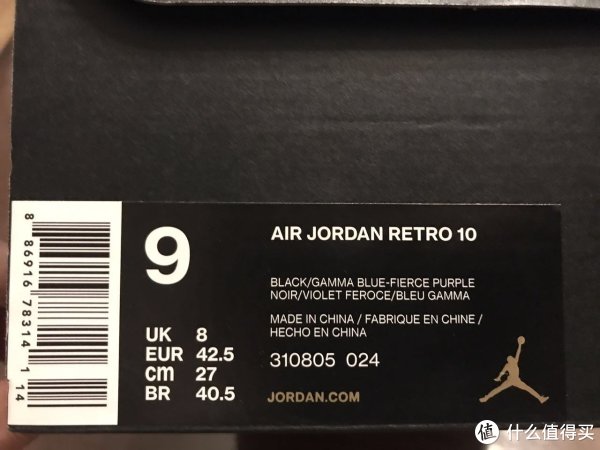 8 86916 78314 1 14
9
UK 8
EUR 42.5
cm 27
BR 40.5
AIR JORDAN RETRO 10
BLACK/GAMMA BLUE-FIERCE PURPLE
NOIR/VIOLET FEROCE/BLEU GAMMA
MADE IN CHINA / FABRIQUE EN CHINE /
HECHO EN CHINA
310805 024
JORDAN.COM
值 什么值得买